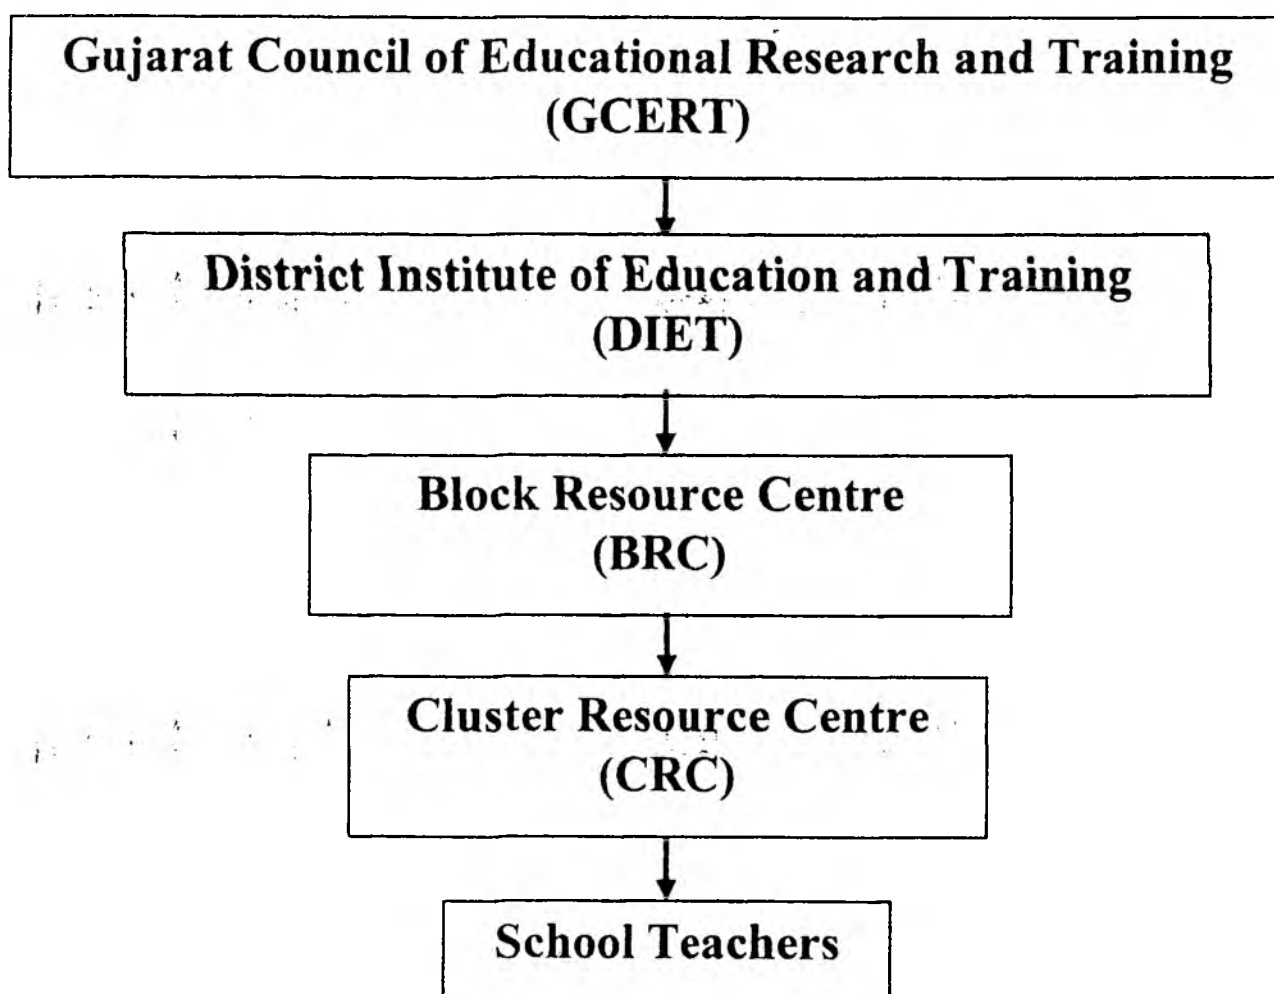 Gujarat Council of Educational Research and Training
(GCERT)
District Institute of Education and Training
(DIET)
Block Resource Centre
(BRC)
Cluster Resource Centre
(CRC)
School Teachers